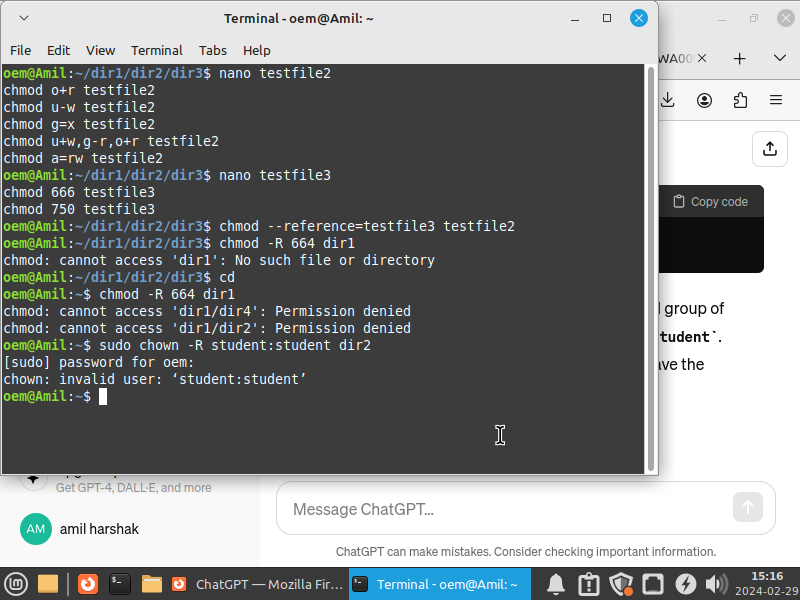 Terminal - oem@Amil: ~
File Edit View Terminal Tabs Help
oem@Amil:~/dir1/dir2/dir3$ nano testfile2
chmod o+r testfile2
chmod u-w testfile2
chmod g=x testfile2
chmod u+w,g-r,o+r testfile2
chmod a=rw testfile2
oem@Amil:~/dir1/dir2/dir3$ nano testfile3
chmod 666 testfile3
chmod 750 testfile3
oem@Amil:~/dir1/dir2/dir3$ chmod --reference=testfile3 testfile2
oem@Amil:~/dir1/dir2/dir3$ chmod -R 664 dir1
chmod: cannot access 'dir1': No such file or directory
oem@Amil:~/dir1/dir2/dir3$ cd
oem@Amil:~$ chmod -R 664 dir1
chmod: cannot access 'dir1/dir4': Permission denied
chmod: cannot access 'dir1/dir2': Permission denied
oem@Amil:~$ sudo chown -R student:student dir2
[sudo] password for oem:
chown: invalid user: ‘student:student’
oem@Amil:~$
WA00
Copy code
group of
tudent`.
ave the
Get GPT-4, DALL·E, and more
AM amil harshak
Message ChatGPT...
ChatGPT can make mistakes. Consider checking important information.
ChatGPT — Mozilla Fir...
Terminal - oem@Amil: ~
15:16
2024-02-29